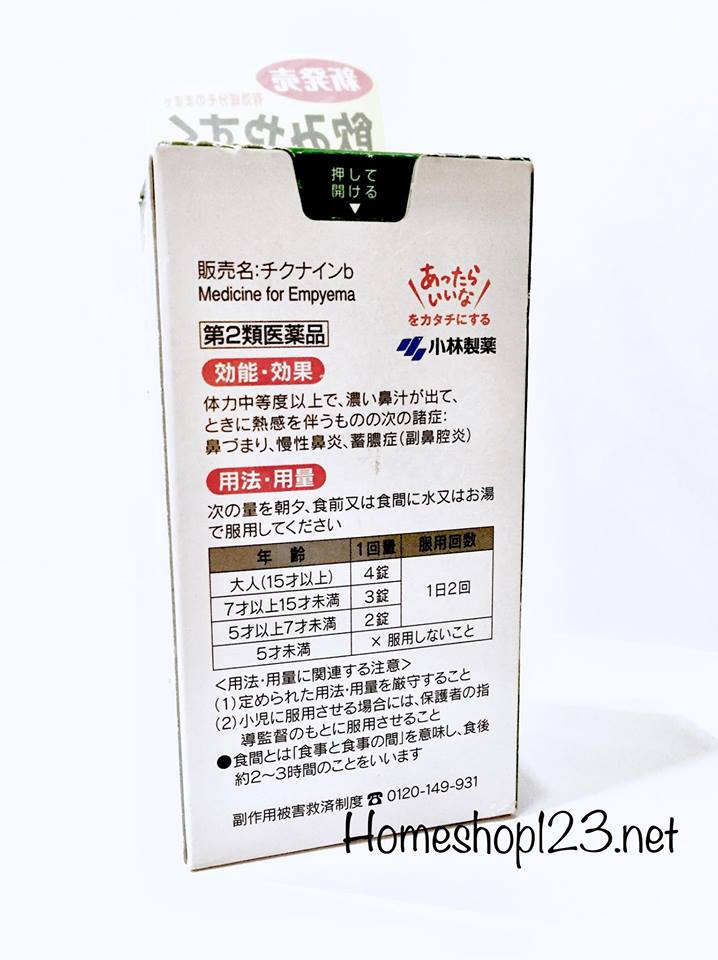 新発売
有効成分そのままで
飲みやすく
押して
開ける
▼
販売名:チクナインb
Medicine for Empyema
あったら
いいな
をカタチにする
小林製薬
第2類医薬品
効能・効果
体力中等度以上で、濃い鼻汁が出て、
ときに熱感を伴うものの次の諸症:
鼻づまり、慢性鼻炎、蓄膿症(副鼻腔炎)
用法・用量
次の量を朝夕、食前又は食間に水又はお湯
で服用してください
年齢 1回量 服用回数
大人(15才以上) 4錠 1日2回
7才以上15才未満 3錠
5才以上7才未満 2錠
5才未満 × 服用しないこと
<用法・用量に関連する注意>
(1)定められた用法・用量を厳守すること
(2)小児に服用させる場合には、保護者の指
導監督のもとに服用させること
●食間とは「食事と食事の間」を意味し、食後
約2〜3時間のことをいいます
副作用被害救済制度 ☎ 0120-149-931
Homeshop123.net